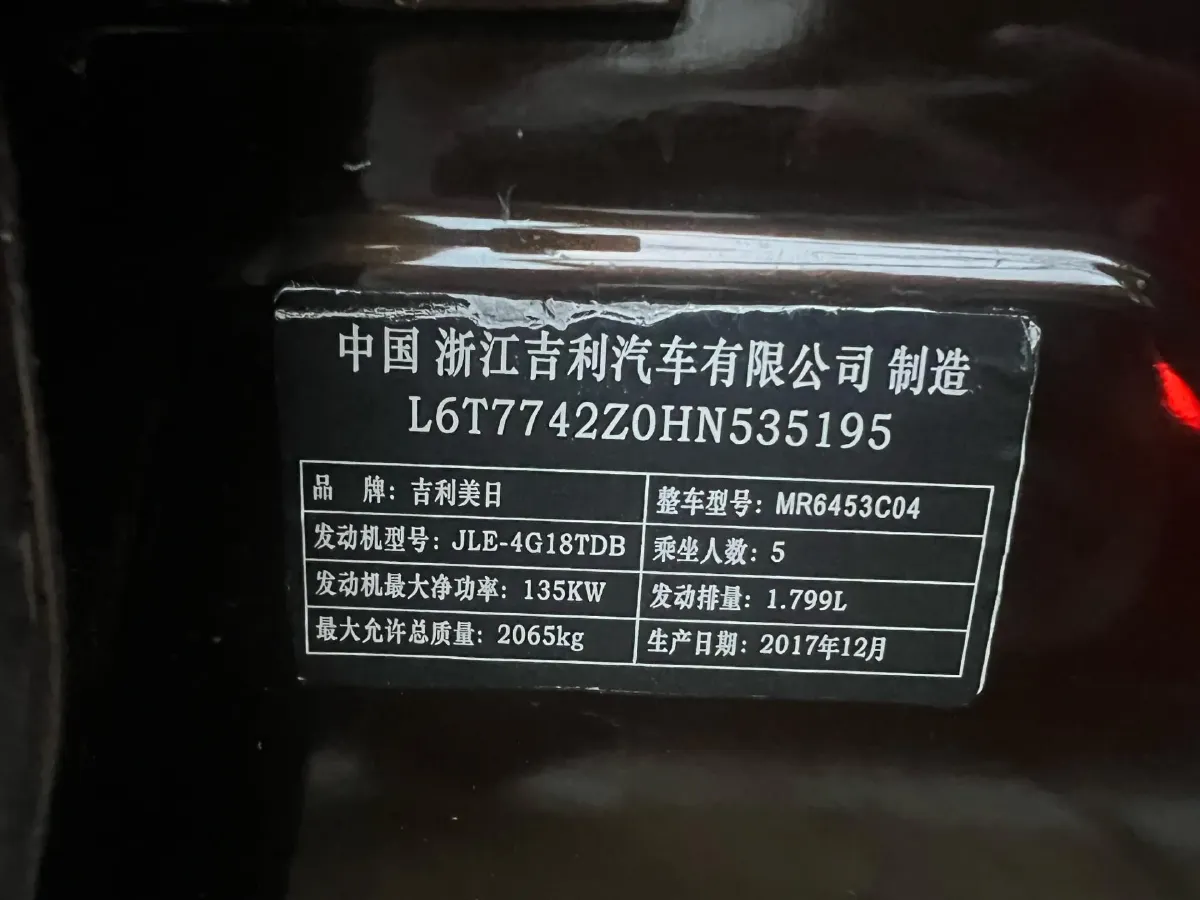 中国 浙江吉利汽车有限公司 制造
L6T7742Z0HN535195
品 牌：吉利美日 整车型号：MR6453C04
发动机型号：JLE-4G18TDB 乘坐人数：5
发动机最大净功率：135KW 发动排量：1.799L
最大允许总质量：2065kg 生产日期：2017年12月